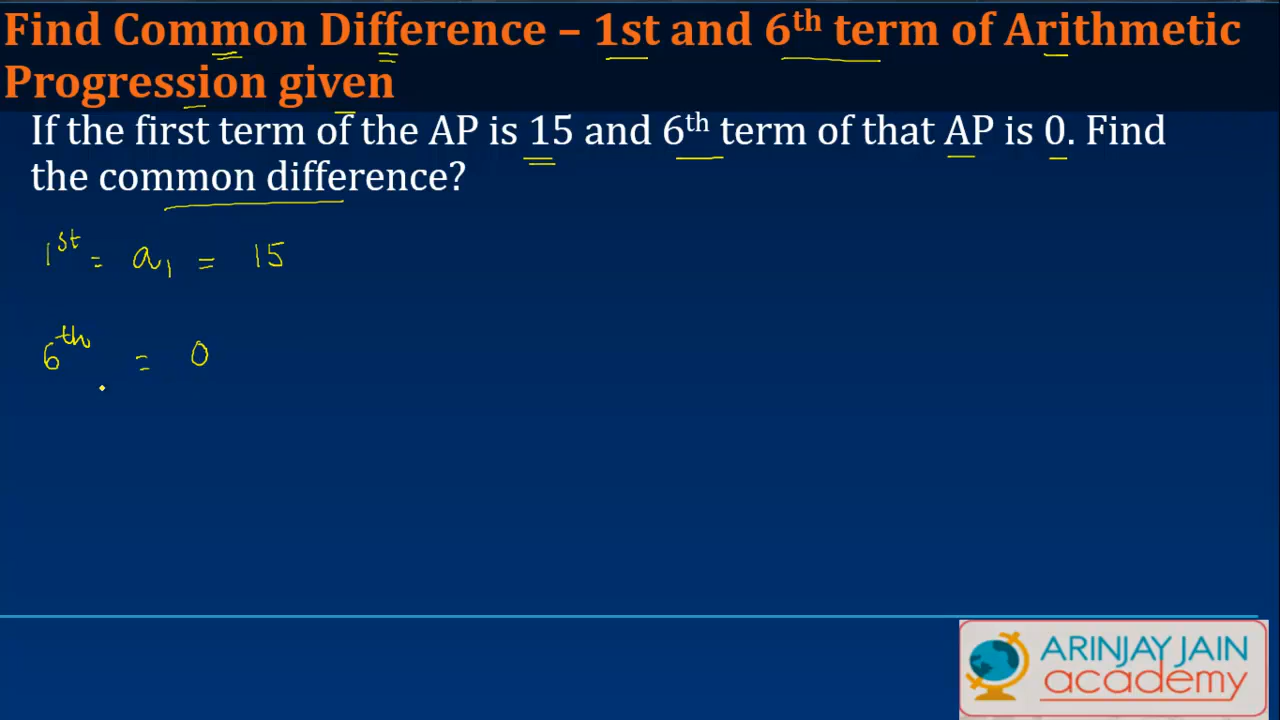 Find Common Difference – 1st and 6th term of Arithmetic
Progression given
If the first term of the AP is 15 and 6th term of that AP is 0. Find
the common difference?
1st = a1 = 15
6th = 0
ARINJAY JAIN
academy